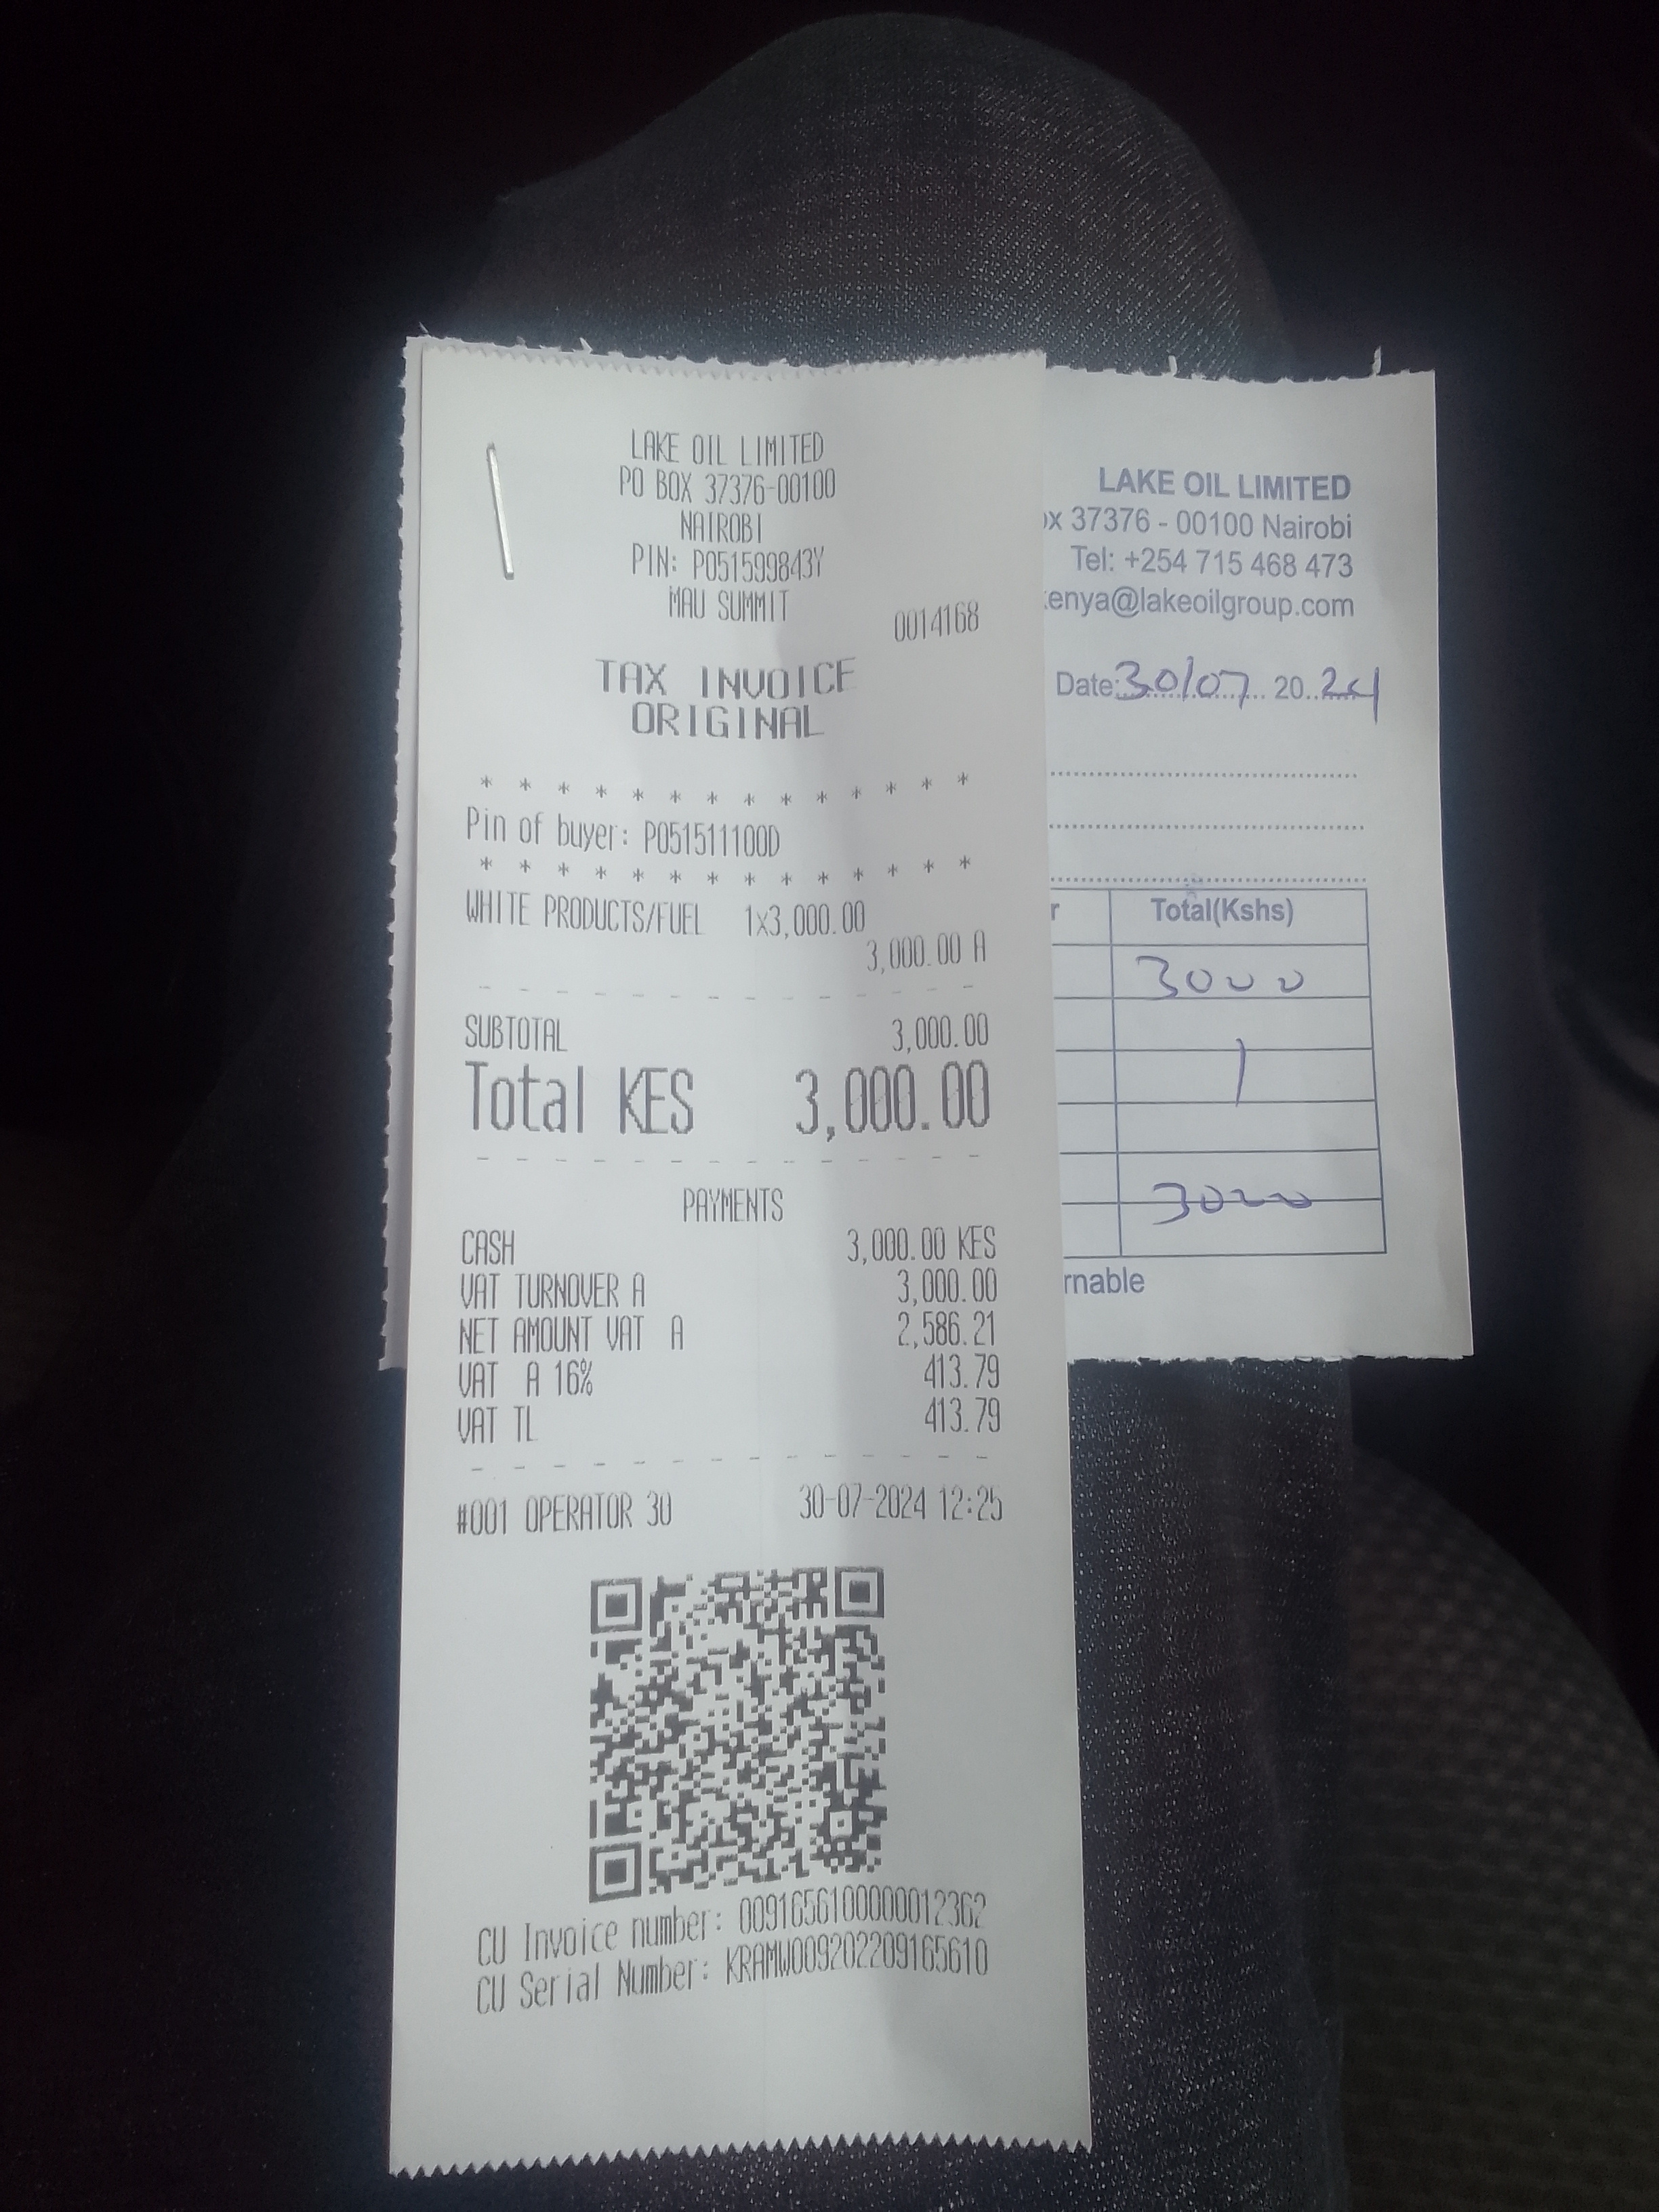 LAKE OIL LIMITED
PO BOX 37376-00100
NAIROBI
PIN: P051599843Y
MAU SUMMIT
0014168
TAX INVOICE
ORIGINAL
* * * * * * * * * * * * * *
Pin of buyer: P051511100D
* * * * * * * * * * * * * *
WHITE PRODUCTS/FUEL 1x3,000.00
3,000.00 A
SUBTOTAL 3,000.00
Total KES 3,000.00
PAYMENTS
CASH 3,000.00 KES
VAT TURNOVER A 3,000.00
NET AMOUNT VAT A 2,586.21
VAT A 16% 413.79
VAT TL 413.79
#001 OPERATOR 30 30-07-2024 12:25
CU Invoice number: 0091656100000012362
CU Serial Number: KRAMW009202209165610
LAKE OIL LIMITED
ox 37376 - 00100 Nairobi
Tel: +254 715 468 473
enya@lakeoilgroup.com
Date: 30/07 20 24
r Total(Kshs)
3000
3000
rnable